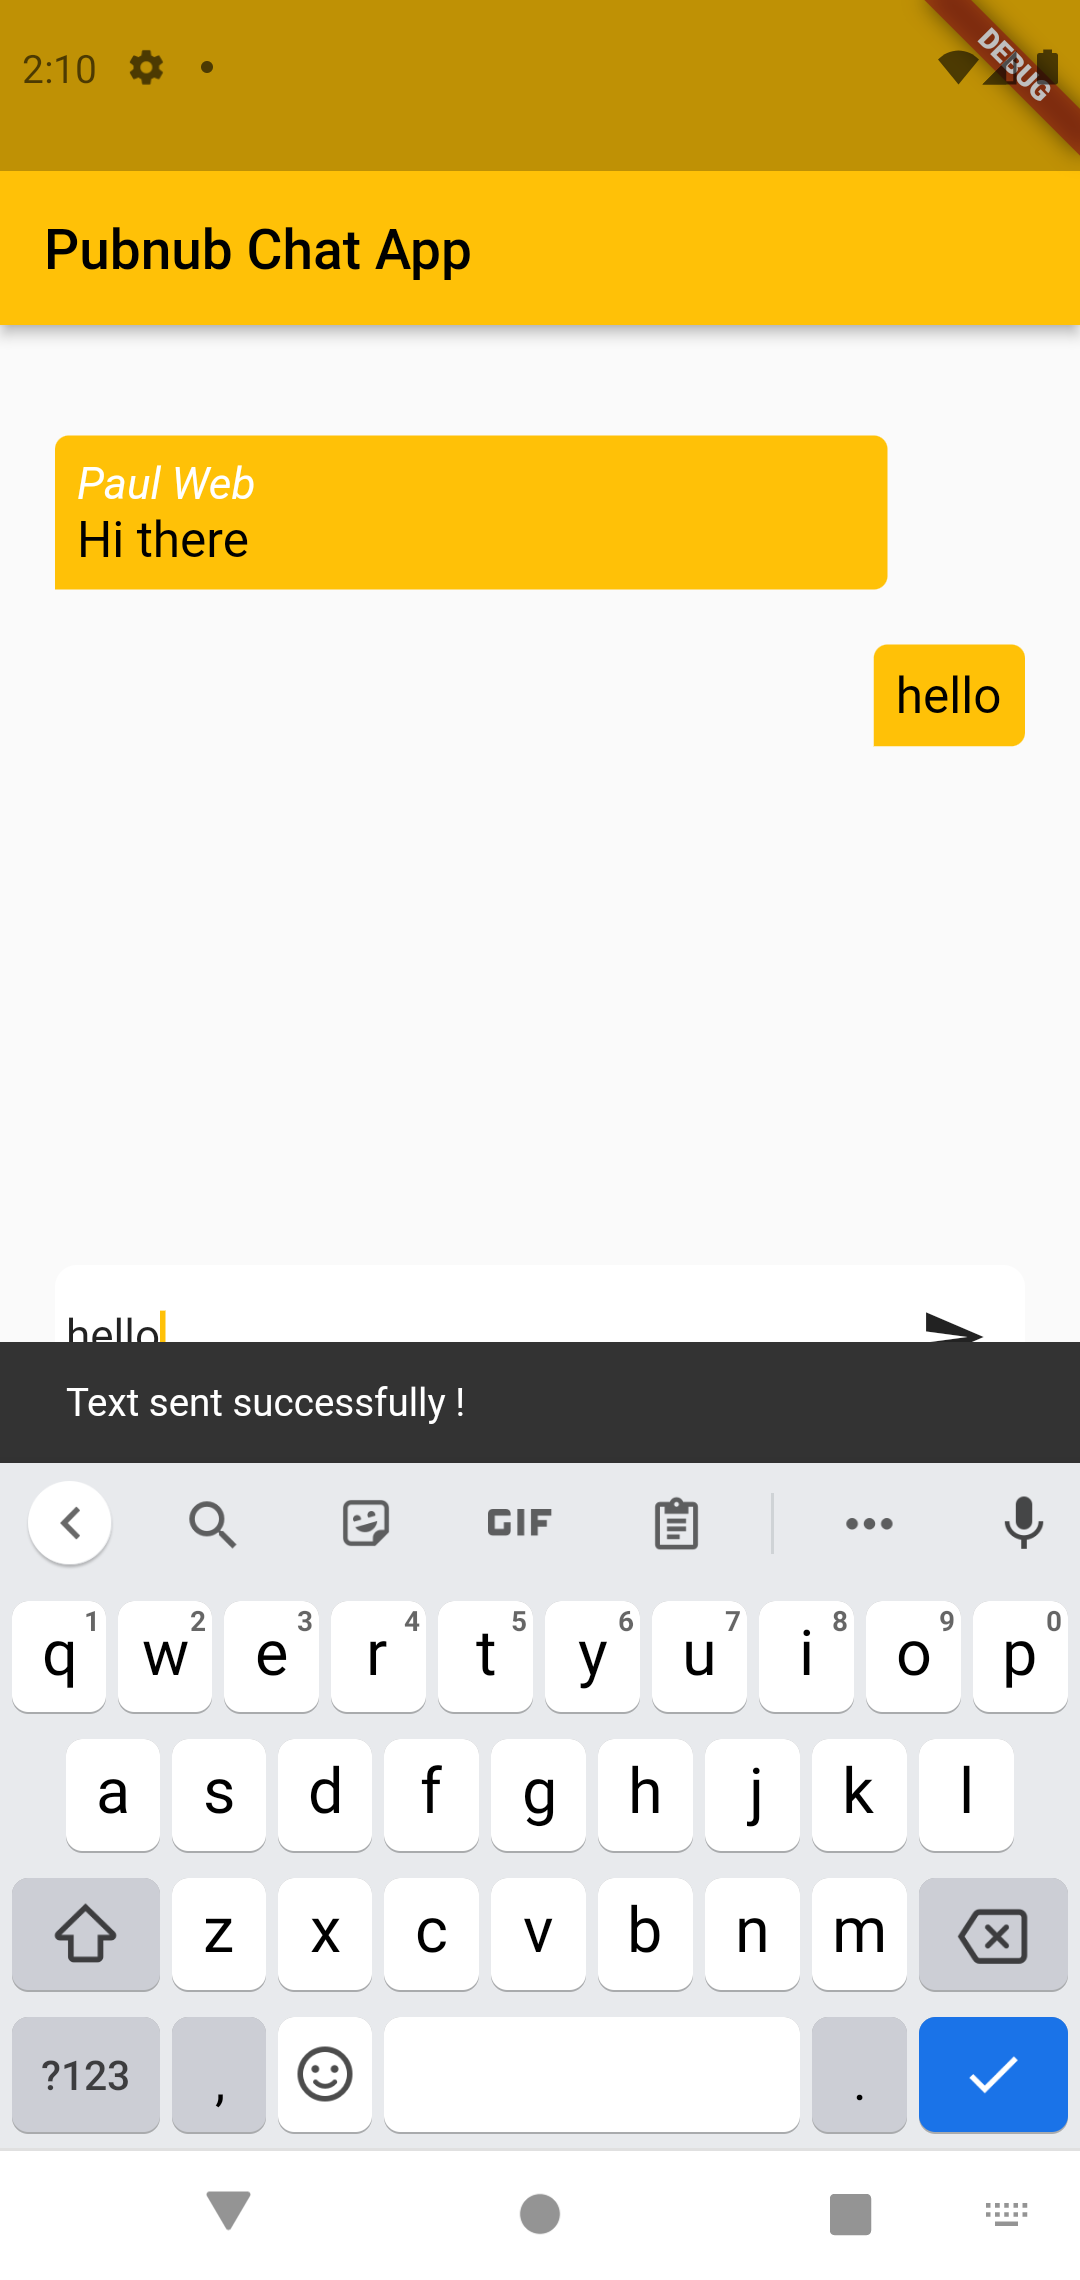 2:10
DEBUG
Pubnub Chat App
Paul Web
Hi there
hello
hello
Text sent successfully !
GIF
q 1 w 2 e 3 r 4 t 5 y 6 u 7 i 8 o 9 p 0
a s d f g h j k l
z x c v b n m
?123 , .